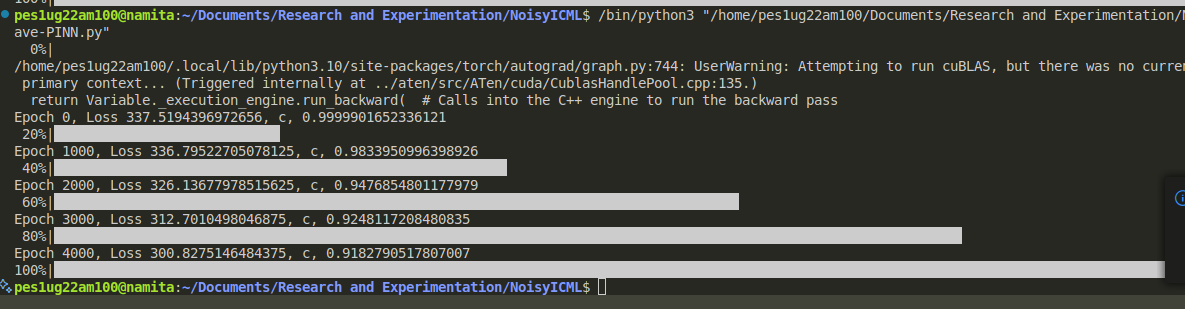 100%|
pes1ug22am100@namita:~/Documents/Research and Experimentation/NoisyICML$ /bin/python3 "/home/pes1ug22am100/Documents/Research and Experimentation/N
ave-PINN.py"
0%|
/home/pes1ug22am100/.local/lib/python3.10/site-packages/torch/autograd/graph.py:744: UserWarning: Attempting to run cuBLAS, but there was no curre
primary context... (Triggered internally at ../aten/src/ATen/cuda/CublasHandlePool.cpp:135.)
return Variable._execution_engine.run_backward(  # Calls into the C++ engine to run the backward pass
Epoch 0, Loss 337.5194396972656, c, 0.9999901652336121
20%|
Epoch 1000, Loss 336.79522705078125, c, 0.9833950996398926
40%|
Epoch 2000, Loss 326.13677978515625, c, 0.9476854801177979
60%|
Epoch 3000, Loss 312.7010498046875, c, 0.9248117208480835
80%|
Epoch 4000, Loss 300.8275146484375, c, 0.9182790517807007
100%|
pes1ug22am100@namita:~/Documents/Research and Experimentation/NoisyICML$